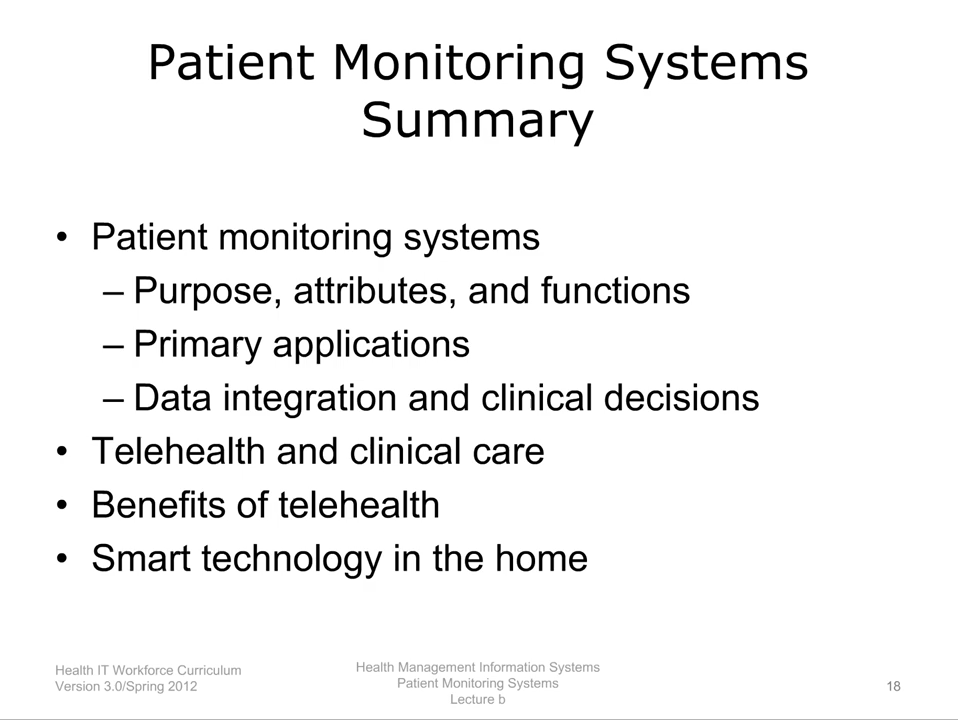 Patient Monitoring Systems
Summary
• Patient monitoring systems
– Purpose, attributes, and functions
– Primary applications
– Data integration and clinical decisions
• Telehealth and clinical care
• Benefits of telehealth
• Smart technology in the home
Health IT Workforce Curriculum
Version 3.0/Spring 2012
Health Management Information Systems
Patient Monitoring Systems
Lecture b
18